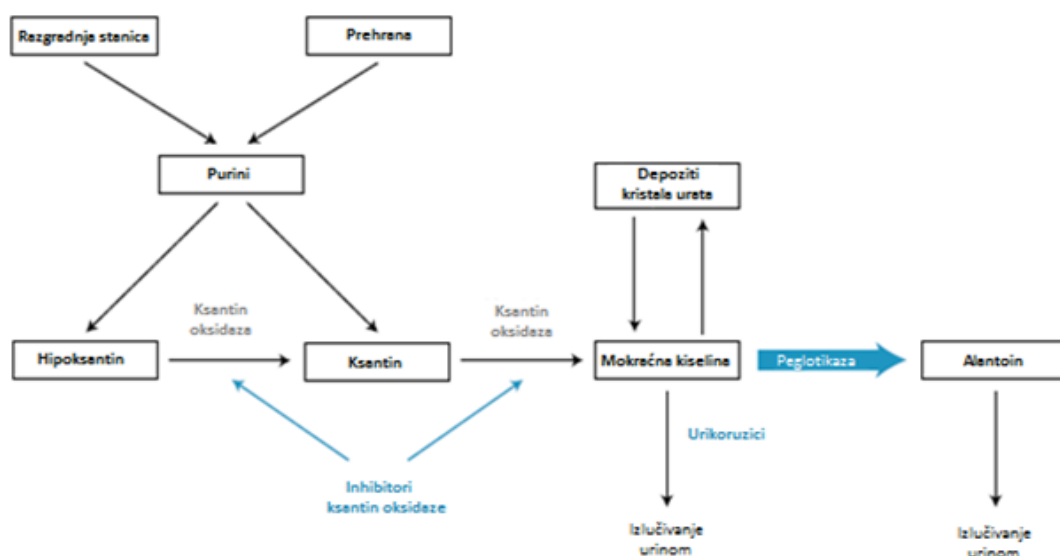 Razgradnja stanica
Prehrana
Purini
Depoziti
kristala urata
Ksantin
oksidaza
Ksantin
oksidaza
Hipoksantin
Ksantin
Mokraćna kiselina
Peglotikaza
Alantoin
Urikoruzici
Inhibitori
ksantin oksidaze
Izlučivanje
urinom
Izlučivanje
urinom